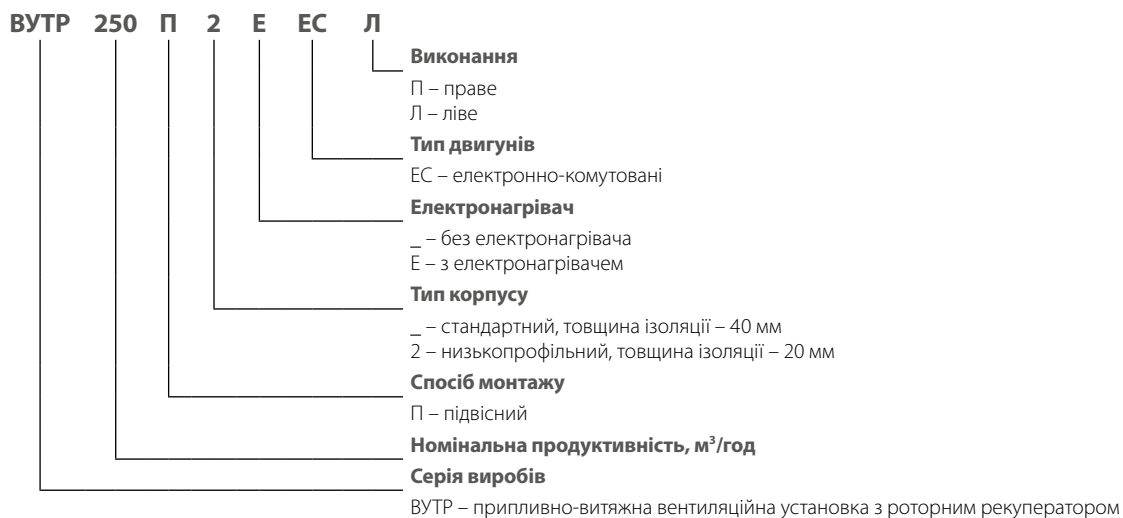 ВУТР 250 П 2 Е ЕС Л
Виконання
П – праве
Л – ліве
Тип двигунів
ЕС – електронно-комутовані
Електронагрівач
_ – без електронагрівача
Е – з електронагрівачем
Тип корпусу
_ – стандартний, товщина ізоляції – 40 мм
2 – низькопрофільний, товщина ізоляції – 20 мм
Спосіб монтажу
П – підвісний
Номінальна продуктивність, м³/год
Серія виробів
ВУТР – припливно-витяжна вентиляційна установка з роторним рекуператором